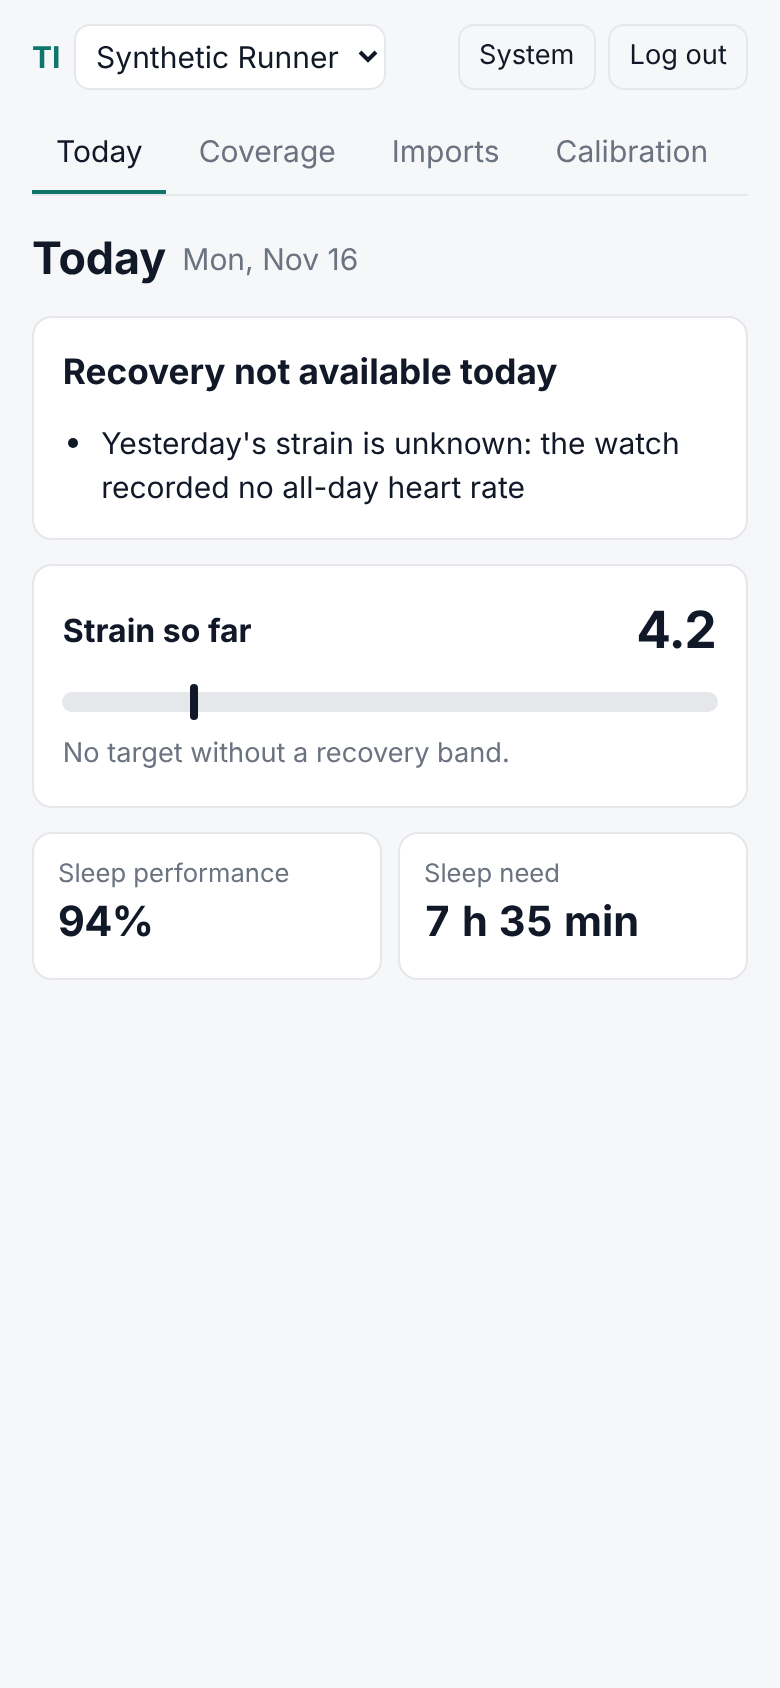 TI Synthetic Runner System Log out
Today Coverage Imports Calibration
Today Mon, Nov 16
Recovery not available today
• Yesterday's strain is unknown: the watch
recorded no all-day heart rate
Strain so far 4.2
No target without a recovery band.
Sleep performance
94%
Sleep need
7 h 35 min